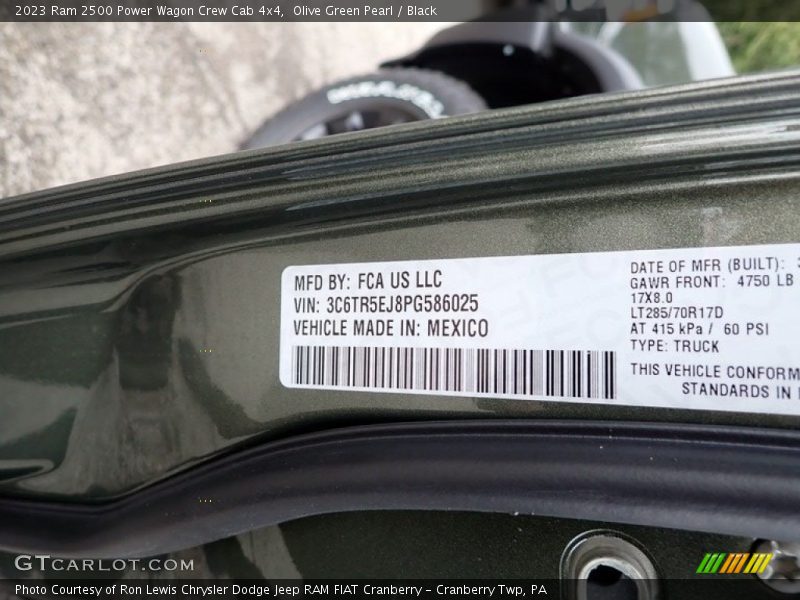 2023 Ram 2500 Power Wagon Crew Cab 4x4,  Olive Green Pearl / Black
MFD BY: FCA US LLC
VIN: 3C6TR5EJ8PG586025
VEHICLE MADE IN: MEXICO
DATE OF MFR (BUILT):
GAWR FRONT: 4750 LB
17X8.0
LT285/70R17D
AT 415 kPa / 60 PSI
TYPE: TRUCK
THIS VEHICLE CONFORM
STANDARDS IN
GTCARLOT.COM
Photo Courtesy of Ron Lewis Chrysler Dodge Jeep RAM FIAT Cranberry – Cranberry Twp, PA